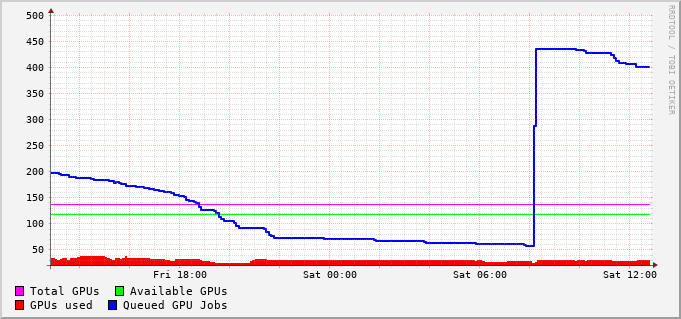 500
450
400
350
300
250
200
150
100
50
Fri 18:00 Sat 00:00 Sat 06:00 Sat 12:00
Total GPUs Available GPUs
GPUs used Queued GPU Jobs
RRDTOOL / TOBI OETIKER